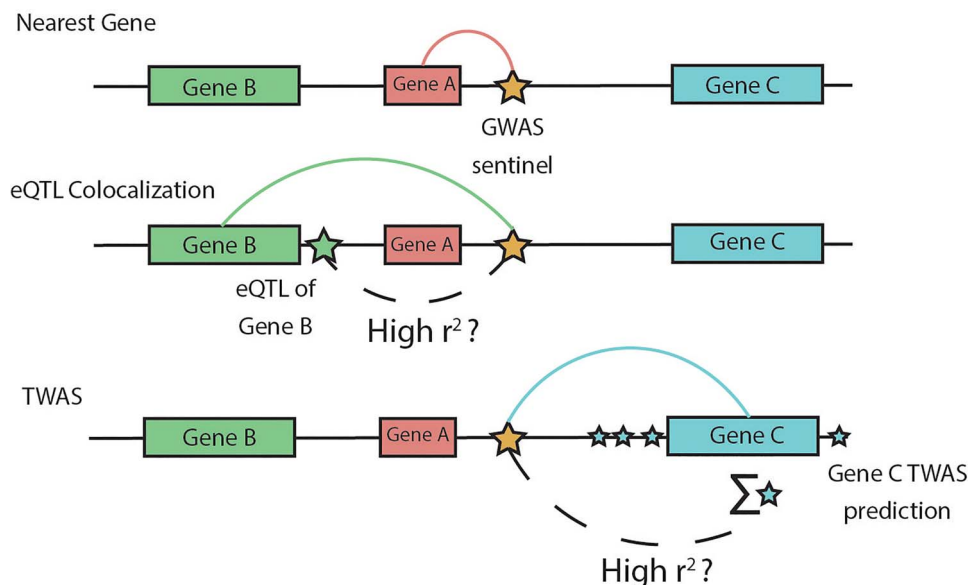 Nearest Gene
Gene B
Gene A
Gene C
GWAS
sentinel
eQTL Colocalization
Gene B
Gene A
Gene C
eQTL of
Gene B
High r² ?
TWAS
Gene B
Gene A
Gene C
Gene C TWAS
prediction
Σ
High r² ?